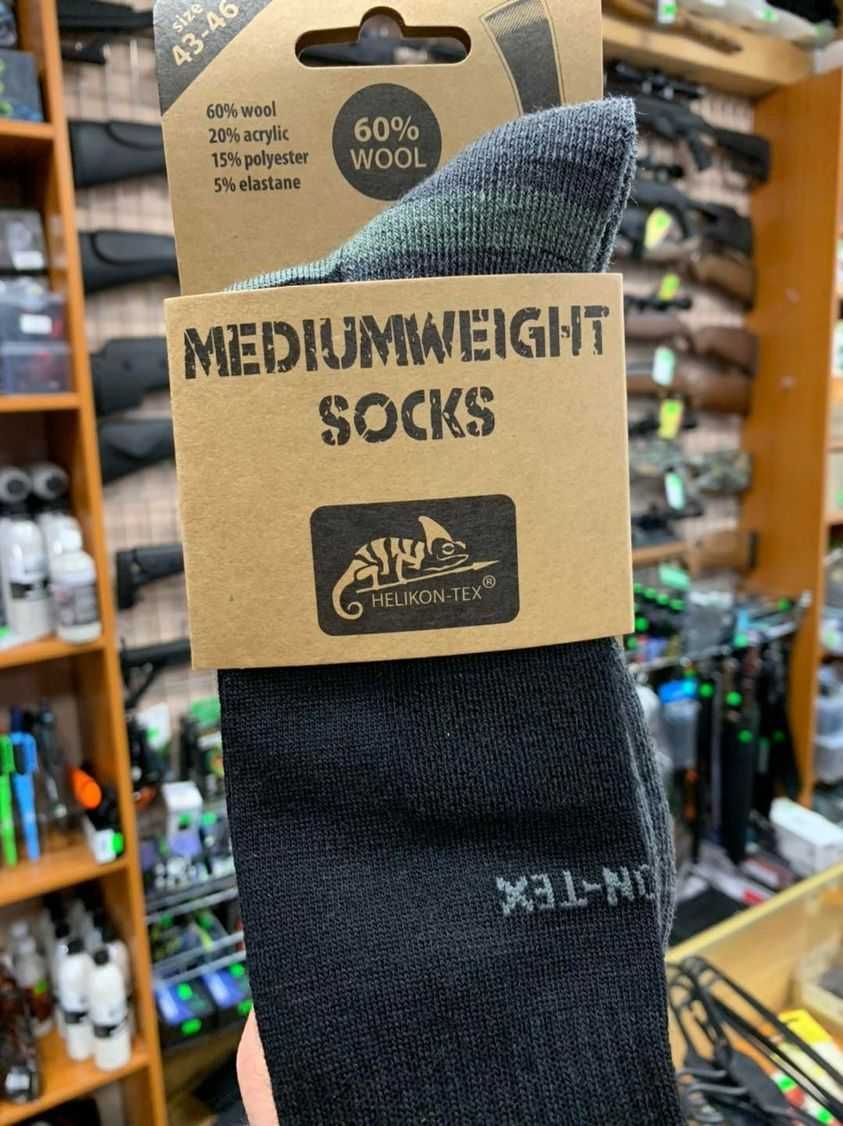 size
43-46
60% wool
20% acrylic
15% polyester
5% elastane
60%
WOOL
MEDIUMWEIGHT
SOCKS
HELIKON-TEX®
ON-TEX